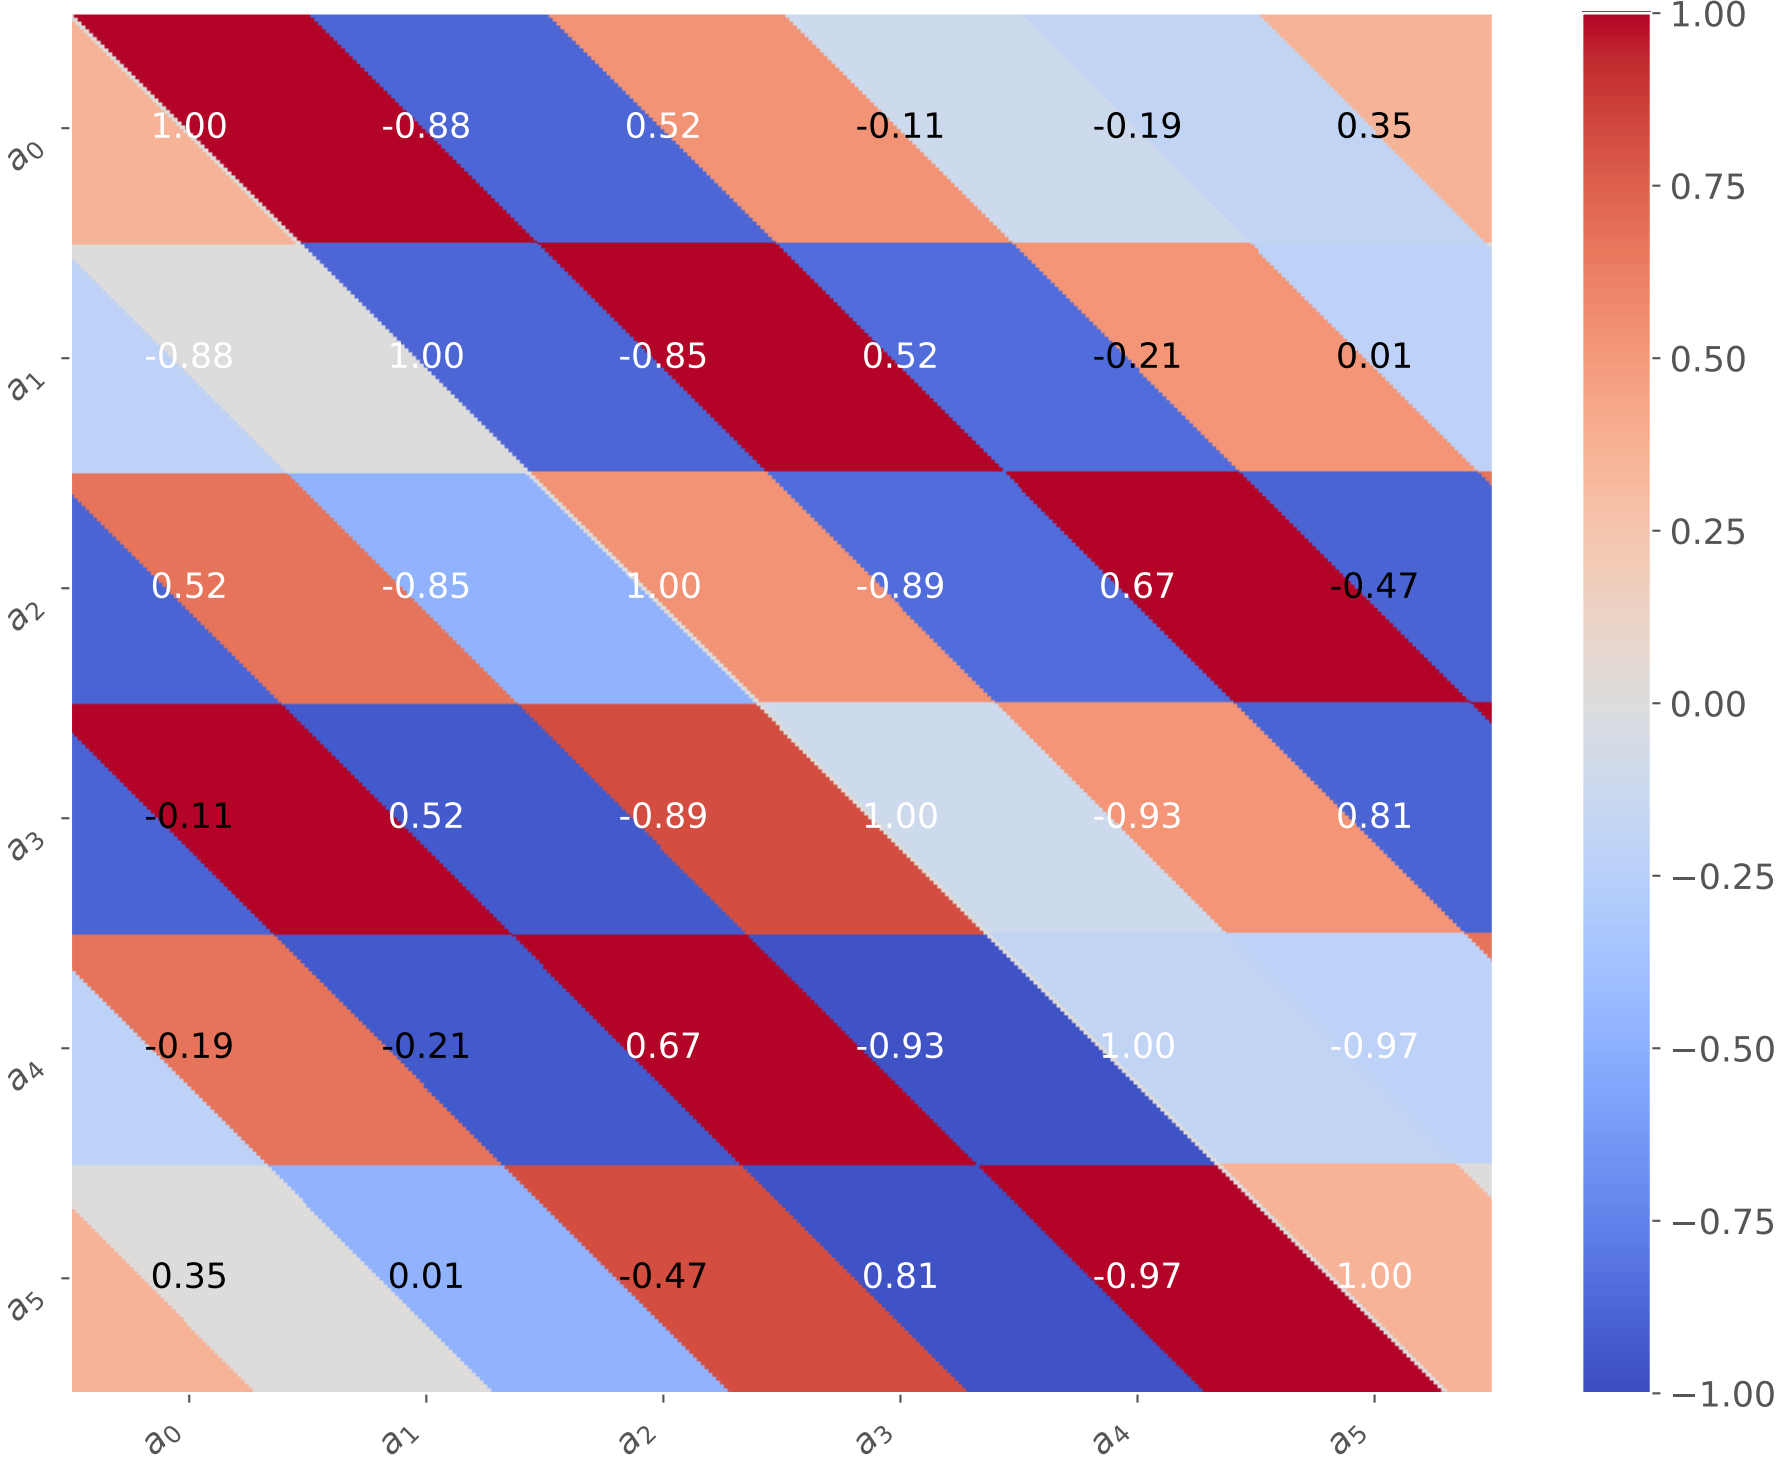 1.00
a0 1.00 -0.88 0.52 -0.11 -0.19 0.35
0.75
a1 -0.88 1.00 -0.85 0.52 -0.21 0.01
0.50
0.25
a2 0.52 -0.85 1.00 -0.89 0.67 -0.47
0.00
a3 -0.11 0.52 -0.89 1.00 -0.93 0.81
−0.25
a4 -0.19 -0.21 0.67 -0.93 1.00 -0.97
−0.50
−0.75
a5 0.35 0.01 -0.47 0.81 -0.97 1.00
−1.00
a0 a1 a2 a3 a4 a5